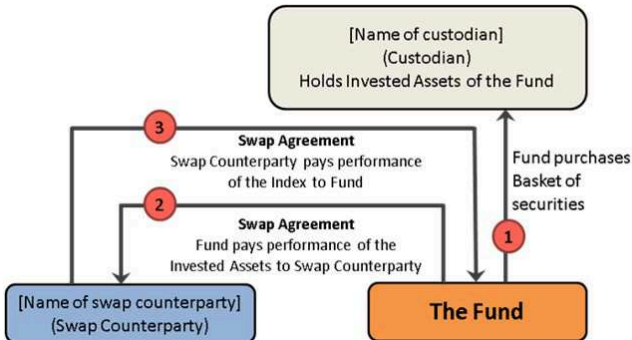 [Name of custodian]
(Custodian)
Holds Invested Assets of the Fund
3
Swap Agreement
Swap Counterparty pays performance
of the Index to Fund
Fund purchases
Basket of
securities
2
Swap Agreement
Fund pays performance of the
Invested Assets to Swap Counterparty
1
[Name of swap counterparty]
(Swap Counterparty)
The Fund